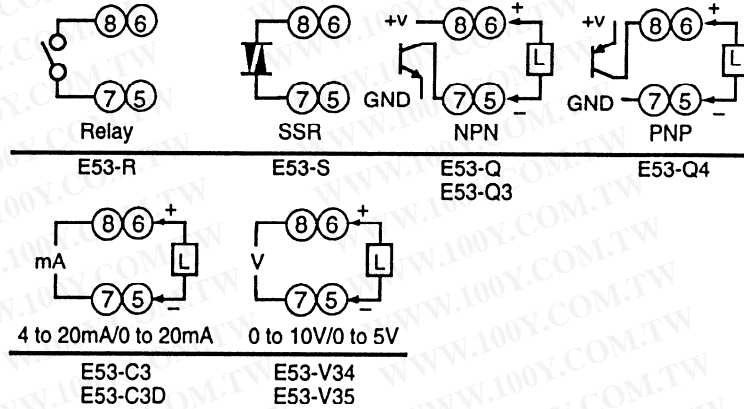 8 6
7 5
Relay
E53-R
8 6
7 5
SSR
E53-S
+v 8 6 +
L
GND 7 5 −
NPN
E53-Q
E53-Q3
+v 8 6 +
L
GND 7 5 −
PNP
E53-Q4
8 6 +
mA L
7 5 −
4 to 20mA/0 to 20mA
E53-C3
E53-C3D
8 6 +
V L
7 5 −
0 to 10V/0 to 5V
E53-V34
E53-V35
WWW.100Y.COM.TW